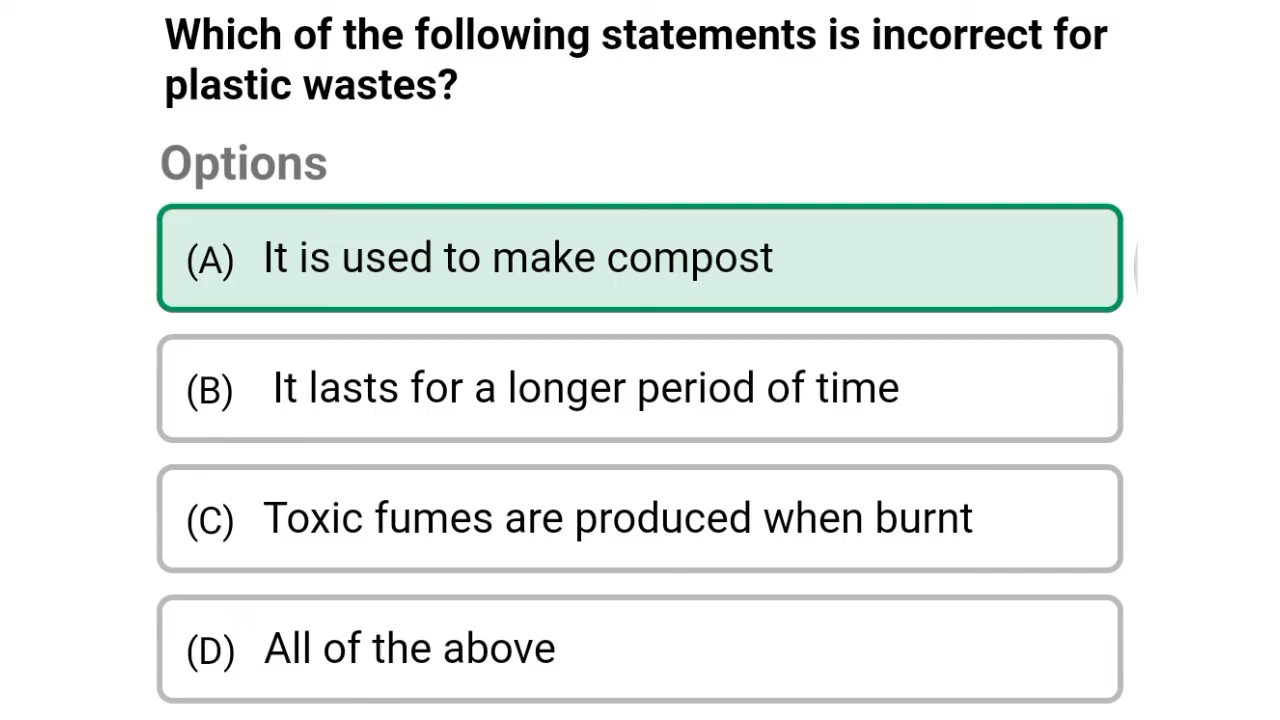 Which of the following statements is incorrect for
plastic wastes?
Options
(A) It is used to make compost
(B) It lasts for a longer period of time
(C) Toxic fumes are produced when burnt
(D) All of the above